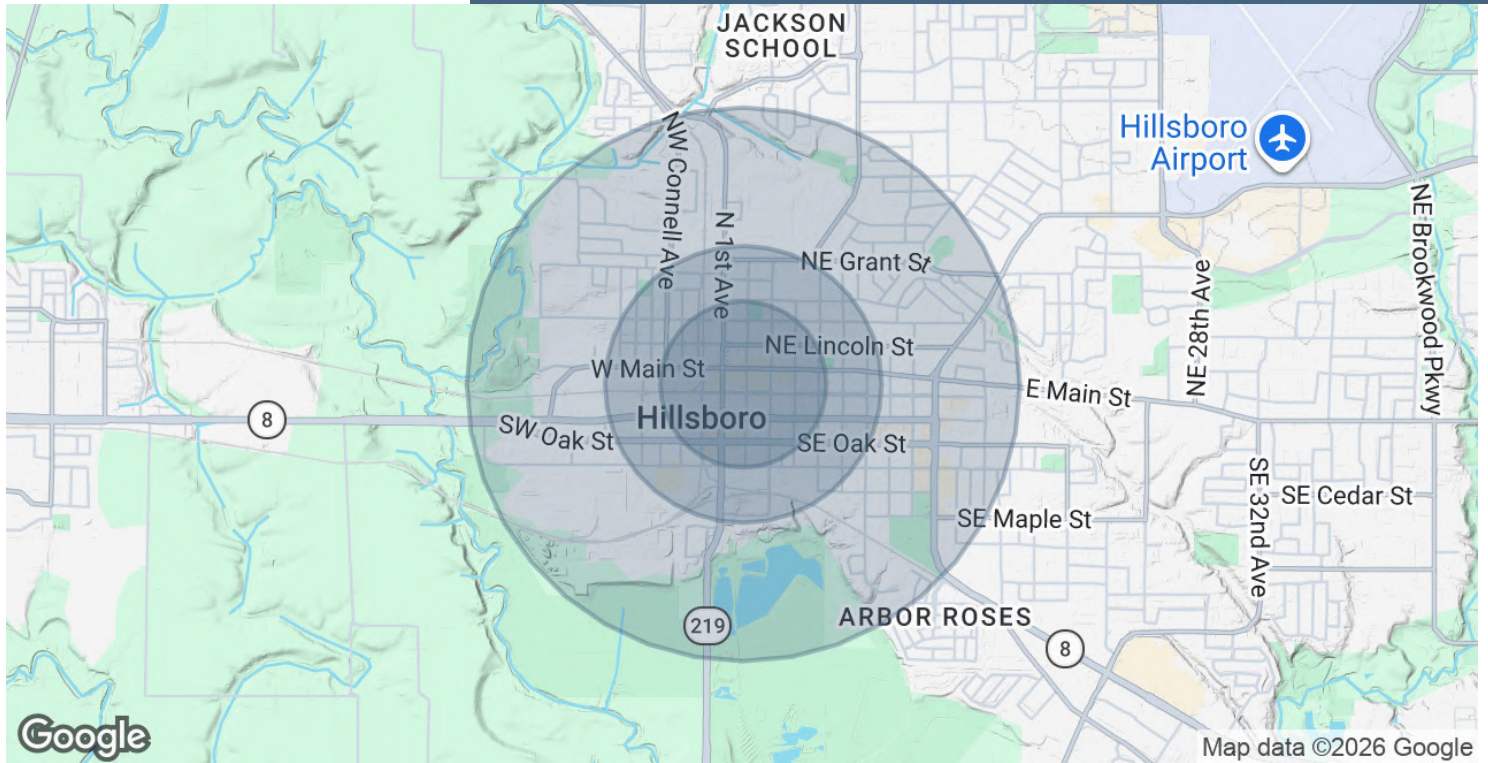 JACKSON
SCHOOL
Hillsboro
Airport
NW Connell Ave
N 1st Ave
NE Grant St
NE Brookwood Pkwy
NE 28th Ave
NE Lincoln St
W Main St
E Main St
8
Hillsboro
SW Oak St
SE Oak St
SE Cedar St
SE Maple St
SE 32nd Ave
219
ARBOR ROSES
8
Google
Map data ©2026 Google